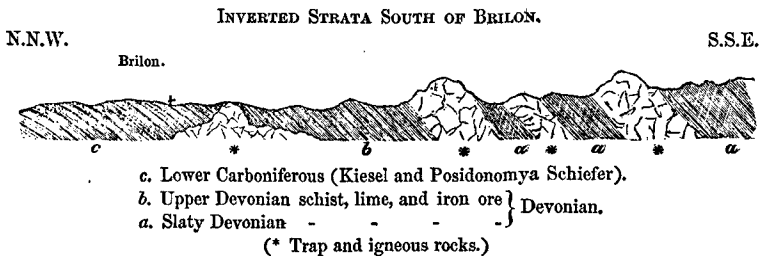 Inverted Strata South of Brilon.
N.N.W. S.S.E.
Brilon.
c * b * a * a * a
c. Lower Carboniferous (Kiesel and Posidonomya Schiefer).
b. Upper Devonian schist, lime, and iron ore } Devonian.
a. Slaty Devonian - - - -
(* Trap and igneous rocks.)